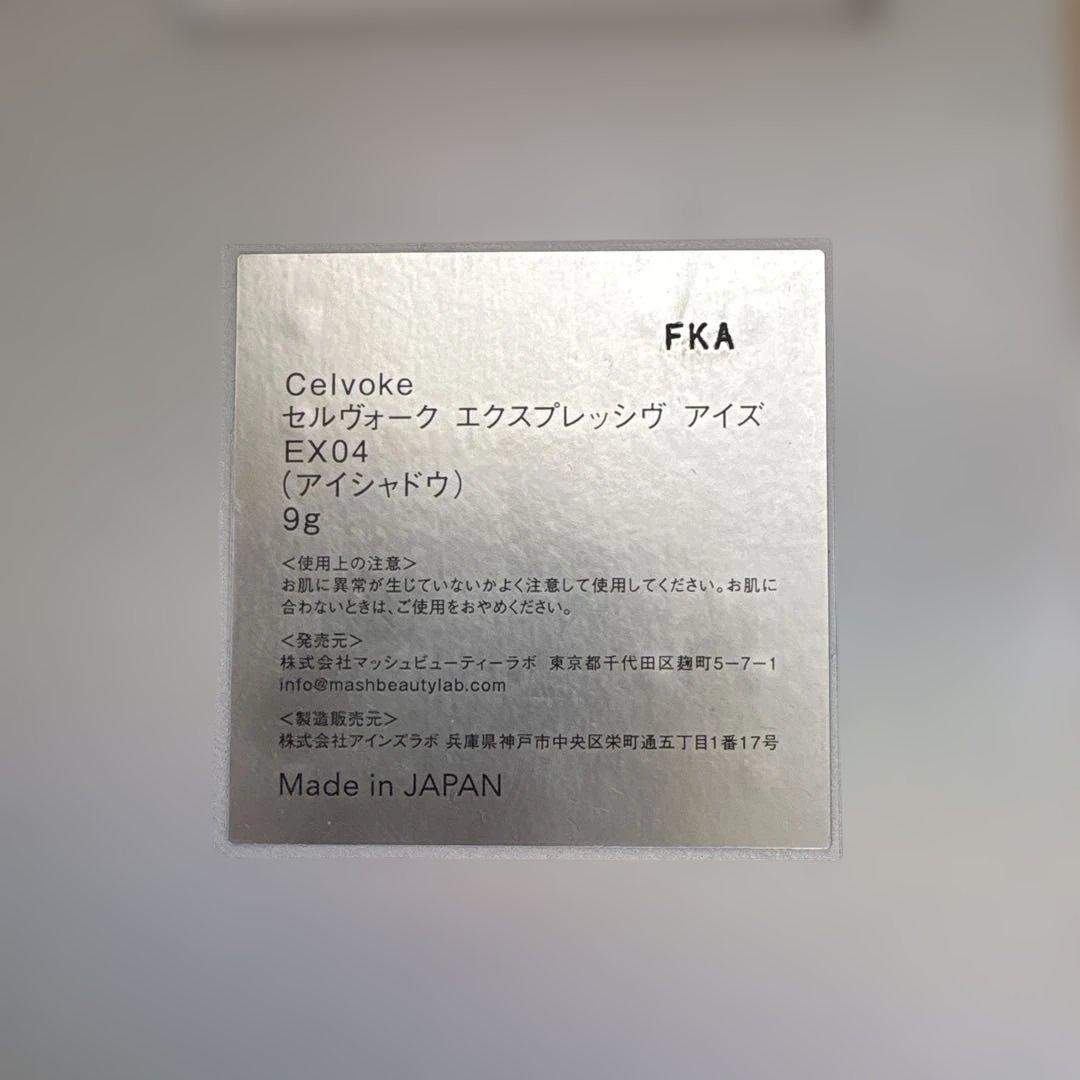 FKA
Celvoke
セルヴォーク エクスプレッシヴ アイズ
EX04
(アイシャドウ)
9g
＜使用上の注意＞
お肌に異常が生じていないかよく注意して使用してください。お肌に
合わないときは、ご使用をおやめください。
＜発売元＞
株式会社マッシュビューティーラボ 東京都千代田区麹町5−7−1
info@mashbeautylab.com
＜製造販売元＞
株式会社アインズラボ 兵庫県神戸市中央区栄町通五丁目1番17号
Made in JAPAN